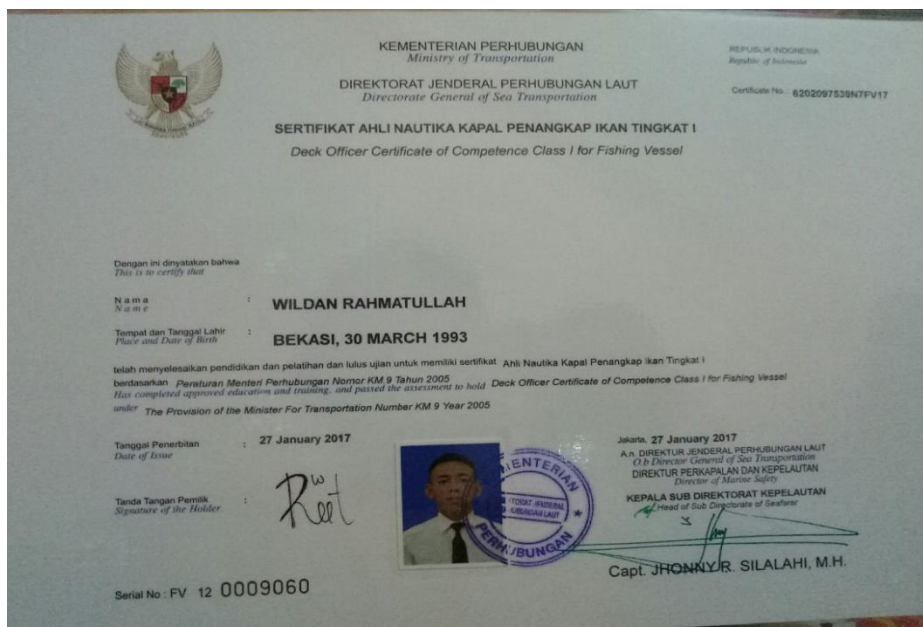 KEMENTERIAN PERHUBUNGAN
Ministry of Transportation
DIREKTORAT JENDERAL PERHUBUNGAN LAUT
Directorate General of Sea Transportation
REPUBLIK INDONESIA
Republic of Indonesia
Certificate No. : 6202097539N7FV17
SERTIFIKAT AHLI NAUTIKA KAPAL PENANGKAP IKAN TINGKAT I
Deck Officer Certificate of Competence Class I for Fishing Vessel
Dengan ini dinyatakan bahwa
This is to certify that
Nama : WILDAN RAHMATULLAH
Name
Tempat dan Tanggal Lahir : BEKASI, 30 MARCH 1993
Place and Date of Birth
telah menyelesaikan pendidikan dan pelatihan dan lulus ujian untuk memiliki sertifikat Ahli Nautika Kapal Penangkap Ikan Tingkat I
berdasarkan Peraturan Menteri Perhubungan Nomor KM 9 Tahun 2005
Has completed approved education and training, and passed the assessment to hold Deck Officer Certificate of Competence Class I for Fishing Vessel
under The Provision of the Minister For Transportation Number KM 9 Year 2005
Tanggal Penerbitan : 27 January 2017
Date of Issue
Tanda Tangan Pemilik :
Signature of the Holder
KEMENTERIAN
DIREKTORAT JENDERAL
PERHUBUNGAN LAUT
PERHUBUNGAN
Jakarta, 27 January 2017
A.n. DIREKTUR JENDERAL PERHUBUNGAN LAUT
O.b Director General of Sea Transportation
DIREKTUR PERKAPALAN DAN KEPELAUTAN
Director of Marine Safety
KEPALA SUB DIREKTORAT KEPELAUTAN
Head of Sub Directorate of Seafarer
Capt. JHONNY R. SILALAHI, M.H.
Serial No : FV 12 0009060